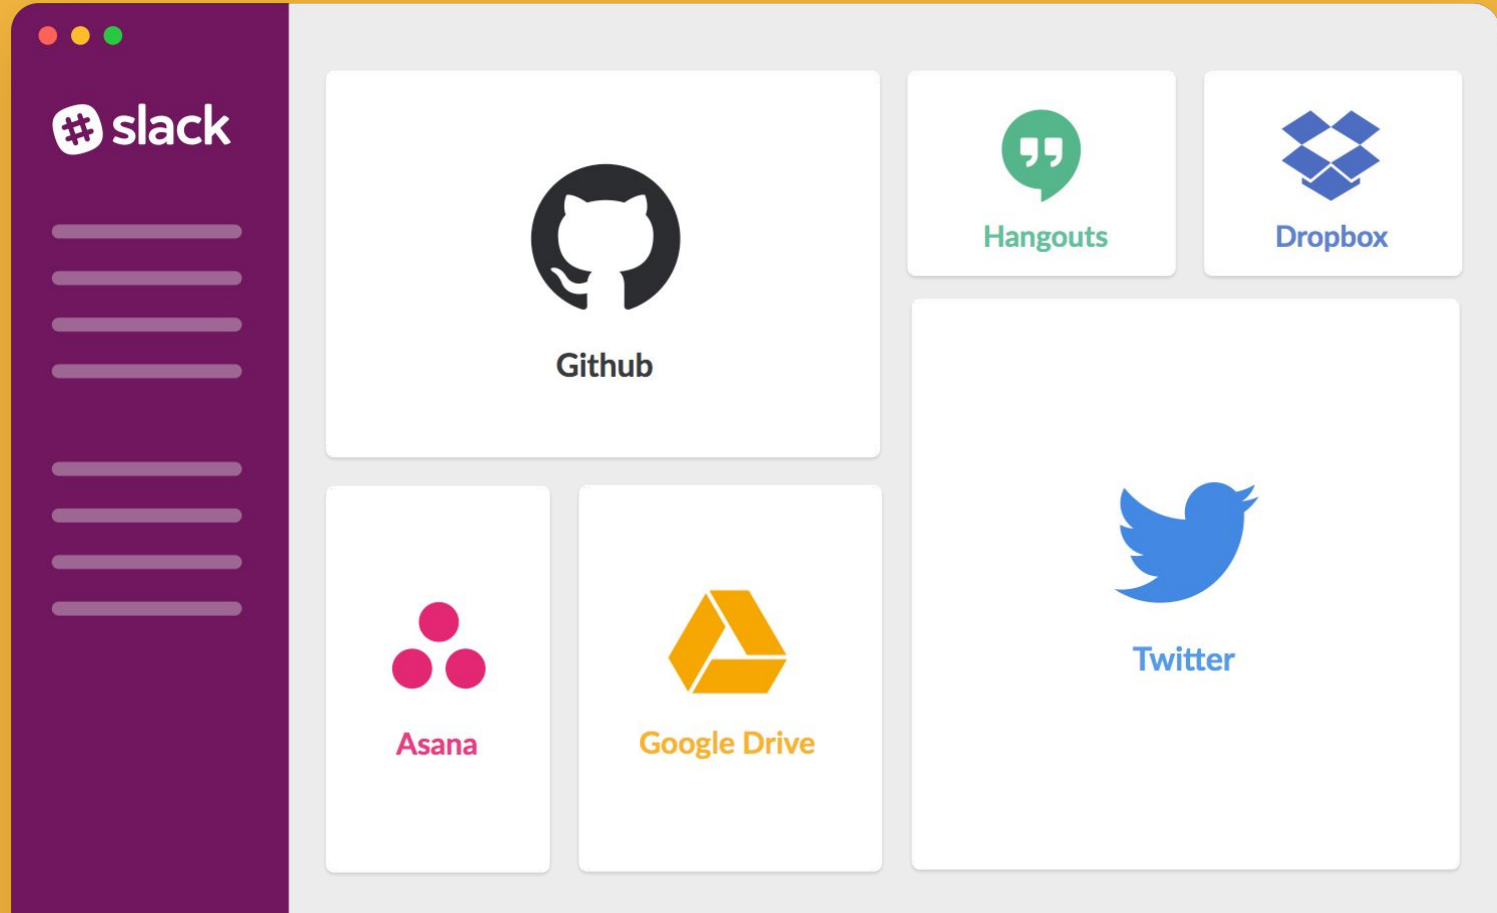 slack
Github
Hangouts
Dropbox
Asana
Google Drive
Twitter